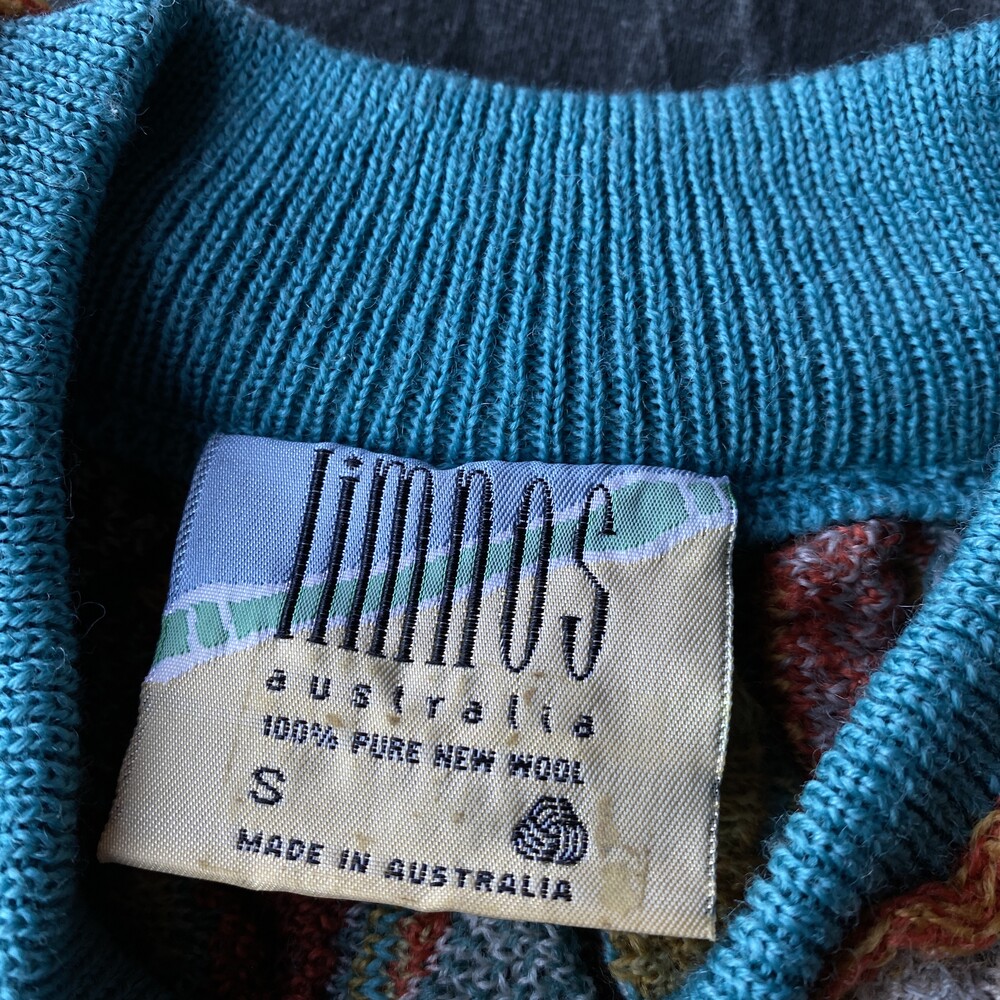 limnos
australia
100% PURE NEW WOOL
S
MADE IN AUSTRALIA